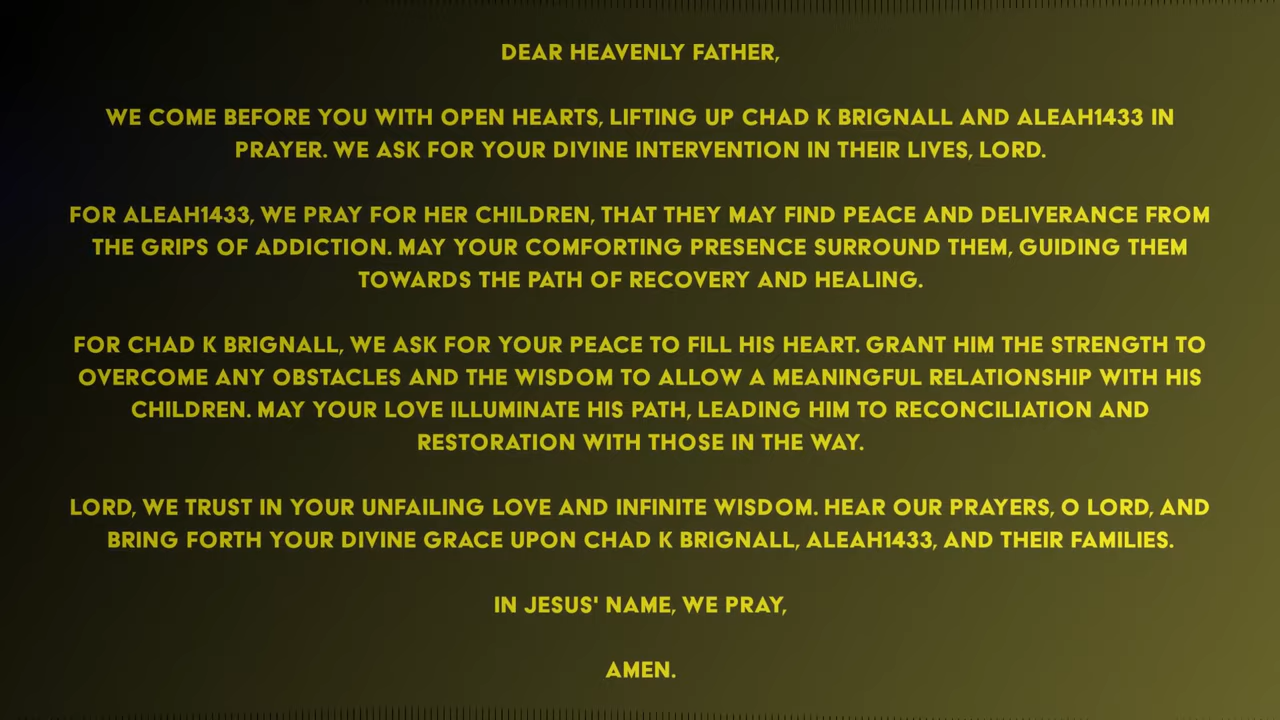 DEAR HEAVENLY FATHER,
WE COME BEFORE YOU WITH OPEN HEARTS, LIFTING UP CHAD K BRIGNALL AND ALEAH1433 IN
PRAYER. WE ASK FOR YOUR DIVINE INTERVENTION IN THEIR LIVES, LORD.
FOR ALEAH1433, WE PRAY FOR HER CHILDREN, THAT THEY MAY FIND PEACE AND DELIVERANCE FROM
THE GRIPS OF ADDICTION. MAY YOUR COMFORTING PRESENCE SURROUND THEM, GUIDING THEM
TOWARDS THE PATH OF RECOVERY AND HEALING.
FOR CHAD K BRIGNALL, WE ASK FOR YOUR PEACE TO FILL HIS HEART. GRANT HIM THE STRENGTH TO
OVERCOME ANY OBSTACLES AND THE WISDOM TO ALLOW A MEANINGFUL RELATIONSHIP WITH HIS
CHILDREN. MAY YOUR LOVE ILLUMINATE HIS PATH, LEADING HIM TO RECONCILIATION AND
RESTORATION WITH THOSE IN THE WAY.
LORD, WE TRUST IN YOUR UNFAILING LOVE AND INFINITE WISDOM. HEAR OUR PRAYERS, O LORD, AND
BRING FORTH YOUR DIVINE GRACE UPON CHAD K BRIGNALL, ALEAH1433, AND THEIR FAMILIES.
IN JESUS' NAME, WE PRAY,
AMEN.